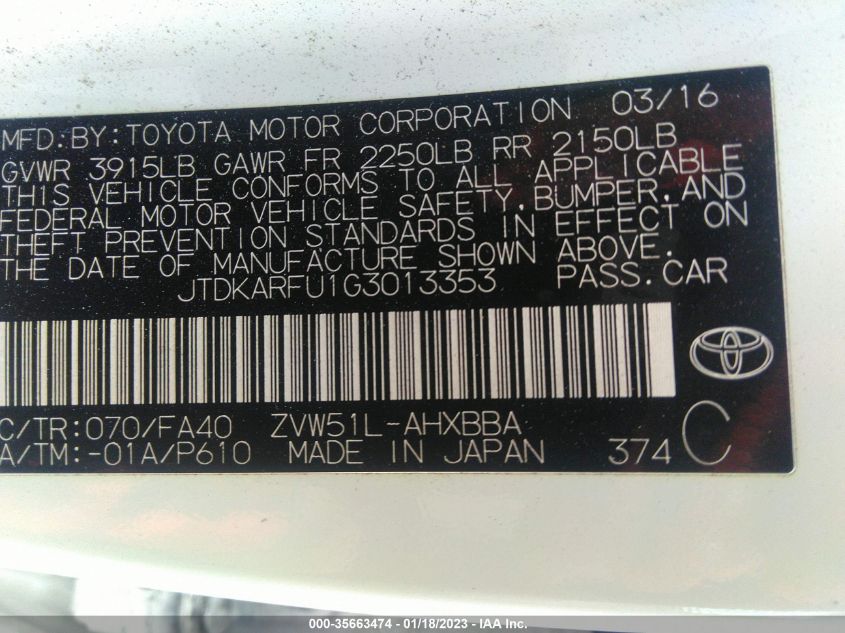 MFD. BY: TOYOTA MOTOR CORPORATION 03/16
GVWR 3915LB GAWR FR 2250LB RR 2150LB
THIS VEHICLE CONFORMS TO ALL APPLICABLE
FEDERAL MOTOR VEHICLE SAFETY, BUMPER, AND
THEFT PREVENTION STANDARDS IN EFFECT ON
THE DATE OF MANUFACTURE SHOWN ABOVE.
JTDKARFU1G3013353 PASS. CAR
C/TR: 070/FA40 ZVW51L-AHXBBA
A/TM: -01A/P610 MADE IN JAPAN 374 C
000-35663474 | 01/18/2023 - IAA Inc.